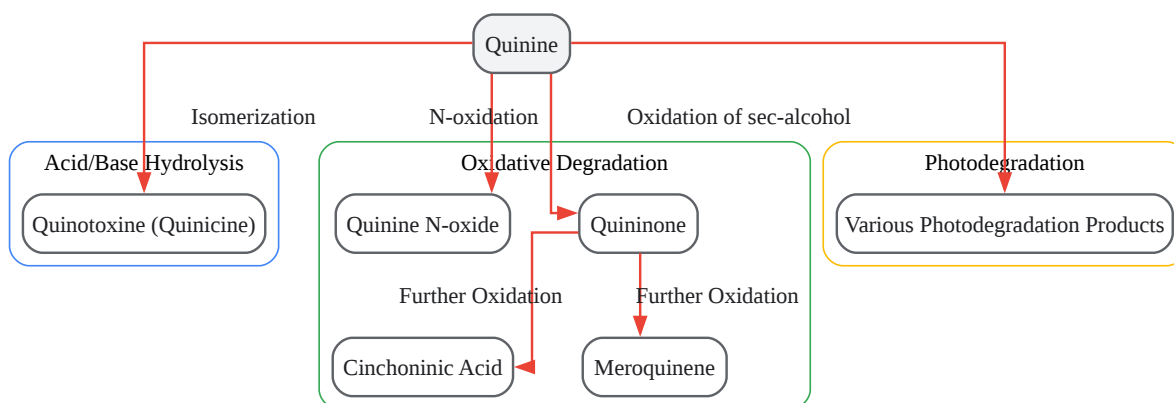 Quinine
Isomerization
N-oxidation
Oxidation of sec-alcohol
Acid/Base Hydrolysis
Oxidative Degradation
Photodegradation
Quinotoxine (Quinicine)
Quinine N-oxide
Quininone
Various Photodegradation Products
Further Oxidation
Further Oxidation
Cinchoninic Acid
Meroquinene